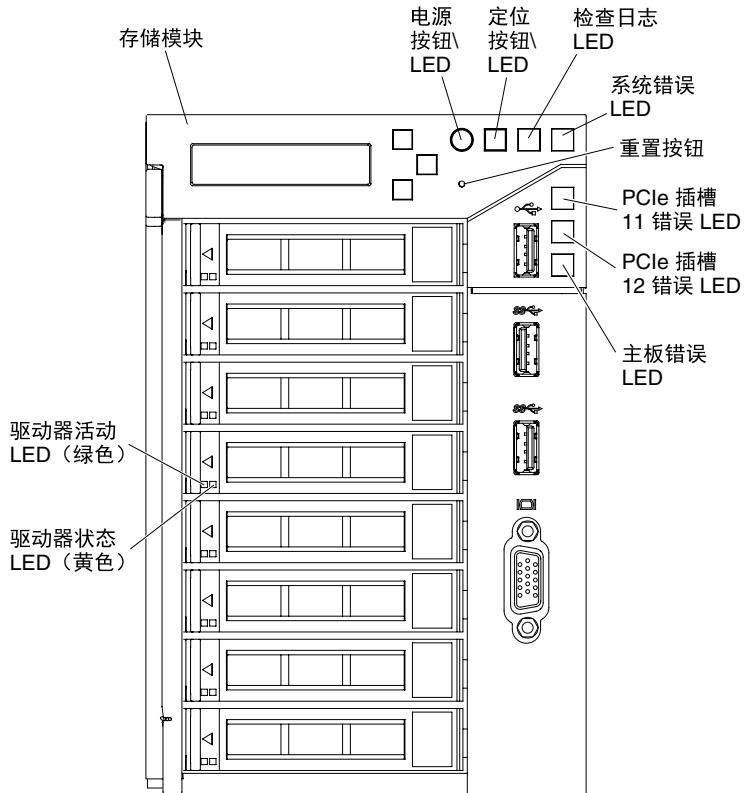 存储模块
电源
按钮\
LED
定位
按钮\
LED
检查日志
LED
系统错误
LED
重置按钮
PCIe 插槽
11 错误 LED
PCIe 插槽
12 错误 LED
主板错误
LED
驱动器活动
LED（绿色）
驱动器状态
LED（黄色）